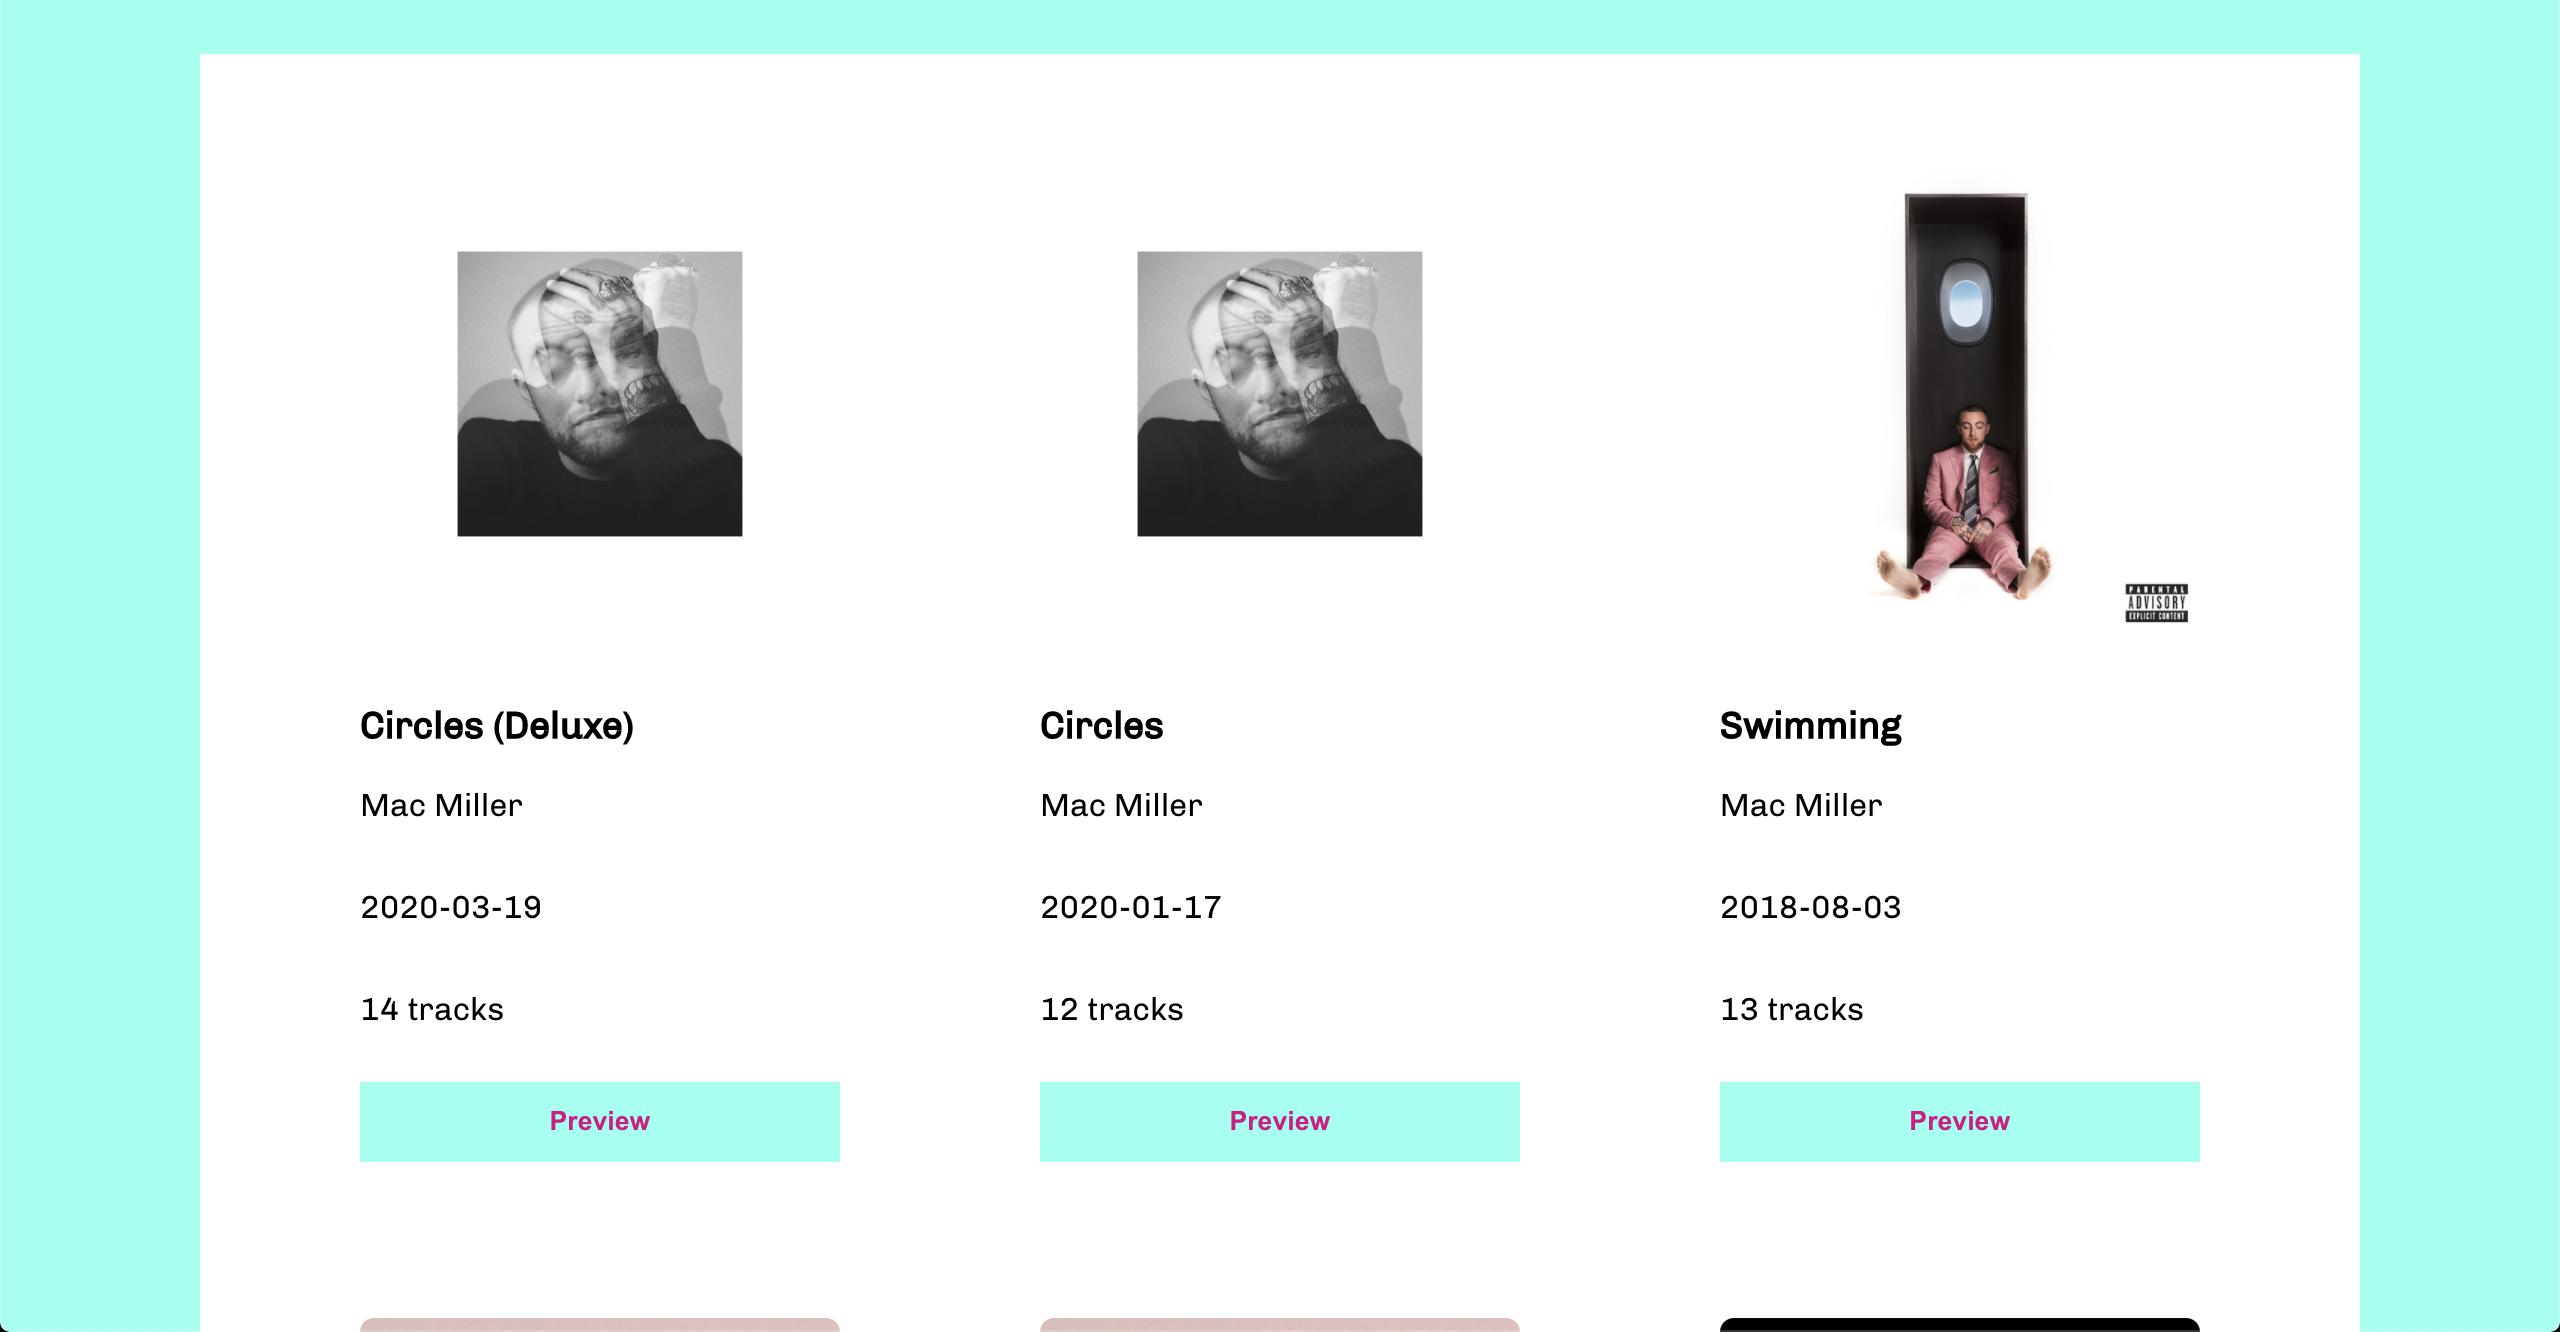 PARENTAL
ADVISORY
EXPLICIT CONTENT
Circles (Deluxe)
Mac Miller
2020-03-19
14 tracks
Preview
Circles
Mac Miller
2020-01-17
12 tracks
Preview
Swimming
Mac Miller
2018-08-03
13 tracks
Preview